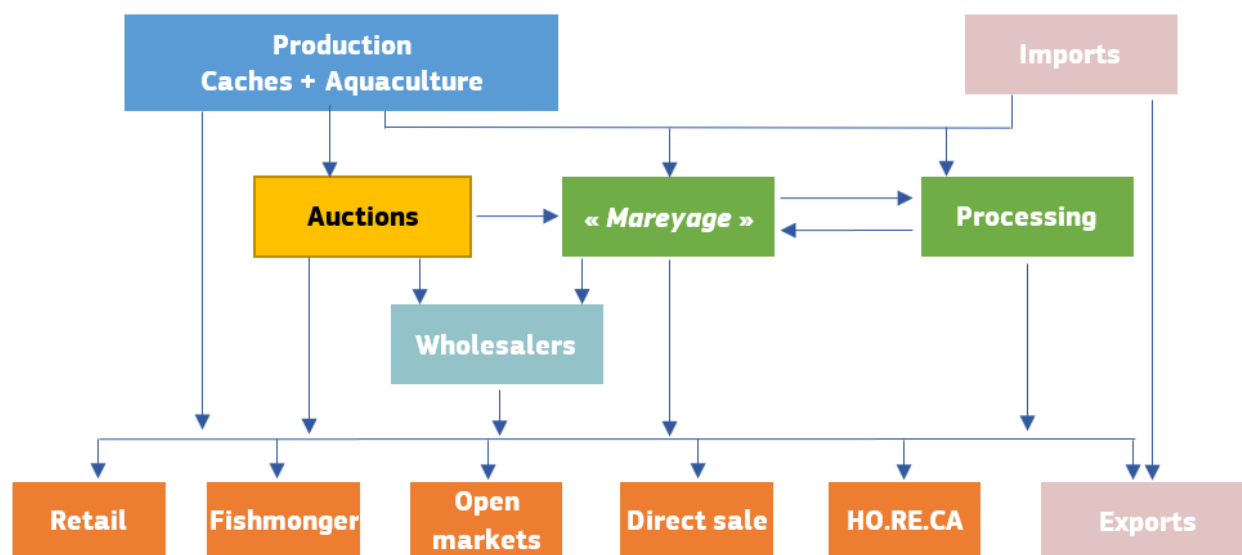 Production
Caches + Aquaculture
Imports
Auctions
« Mareyage »
Processing
Wholesalers
Retail
Fishmonger
Open
markets
Direct sale
HO.RE.CA
Exports